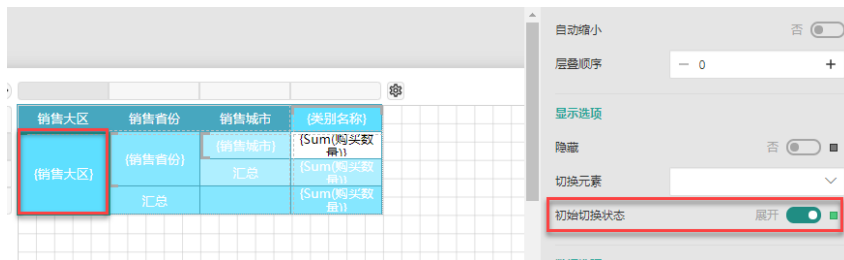 销售大区 销售省份 销售城市 {类别名称}
{销售大区} {销售省份} {销售城市} {Sum(购买数量)}
汇总 {Sum(购买数量)}
汇总 {Sum(购买数量)}
自动缩小 否
层叠顺序 — 0 +
显示选项
隐藏 否
切换元素
初始切换状态 展开